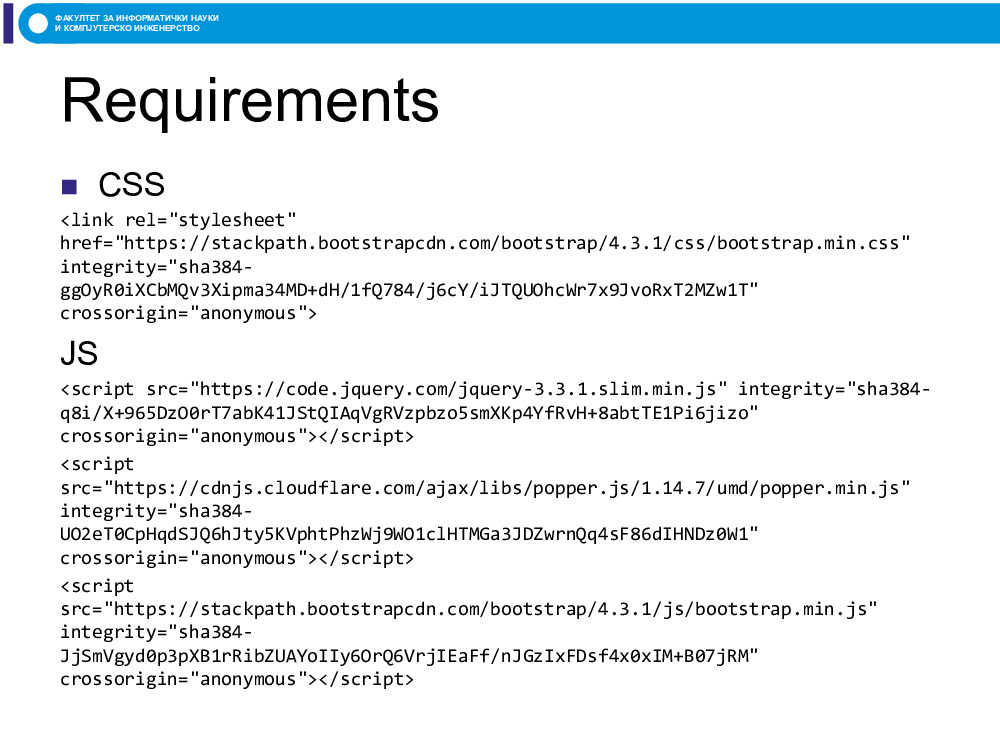 ФАКУЛТЕТ ЗА ИНФОРМАТИЧКИ НАУКИ
И КОМПЈУТЕРСКО ИНЖЕНЕРСТВО
Requirements
CSS
<link rel="stylesheet"
href="https://stackpath.bootstrapcdn.com/bootstrap/4.3.1/css/bootstrap.min.css"
integrity="sha384-
ggOyR0iXCbMQv3Xipma34MD+dH/1fQ784/j6cY/iJTQUOhcWr7x9JvoRxT2MZw1T"
crossorigin="anonymous">
JS
<script src="https://code.jquery.com/jquery-3.3.1.slim.min.js" integrity="sha384-
q8i/X+965DzO0rT7abK41JStQIAqVgRVzpbzo5smXKp4YfRvH+8abtTE1Pi6jizo"
crossorigin="anonymous"></script>
<script
src="https://cdnjs.cloudflare.com/ajax/libs/popper.js/1.14.7/umd/popper.min.js"
integrity="sha384-
UO2eT0CpHqdSJQ6hJty5KVphtPhzWj9WO1clHTMGa3JDZwrnQq4sF86dIHNDz0W1"
crossorigin="anonymous"></script>
<script
src="https://stackpath.bootstrapcdn.com/bootstrap/4.3.1/js/bootstrap.min.js"
integrity="sha384-
JjSmVgyd0p3pXB1rRibZUAYoIIy6OrQ6VrjIEaFf/nJGzIxFDsf4x0xIM+B07jRM"
crossorigin="anonymous"></script>